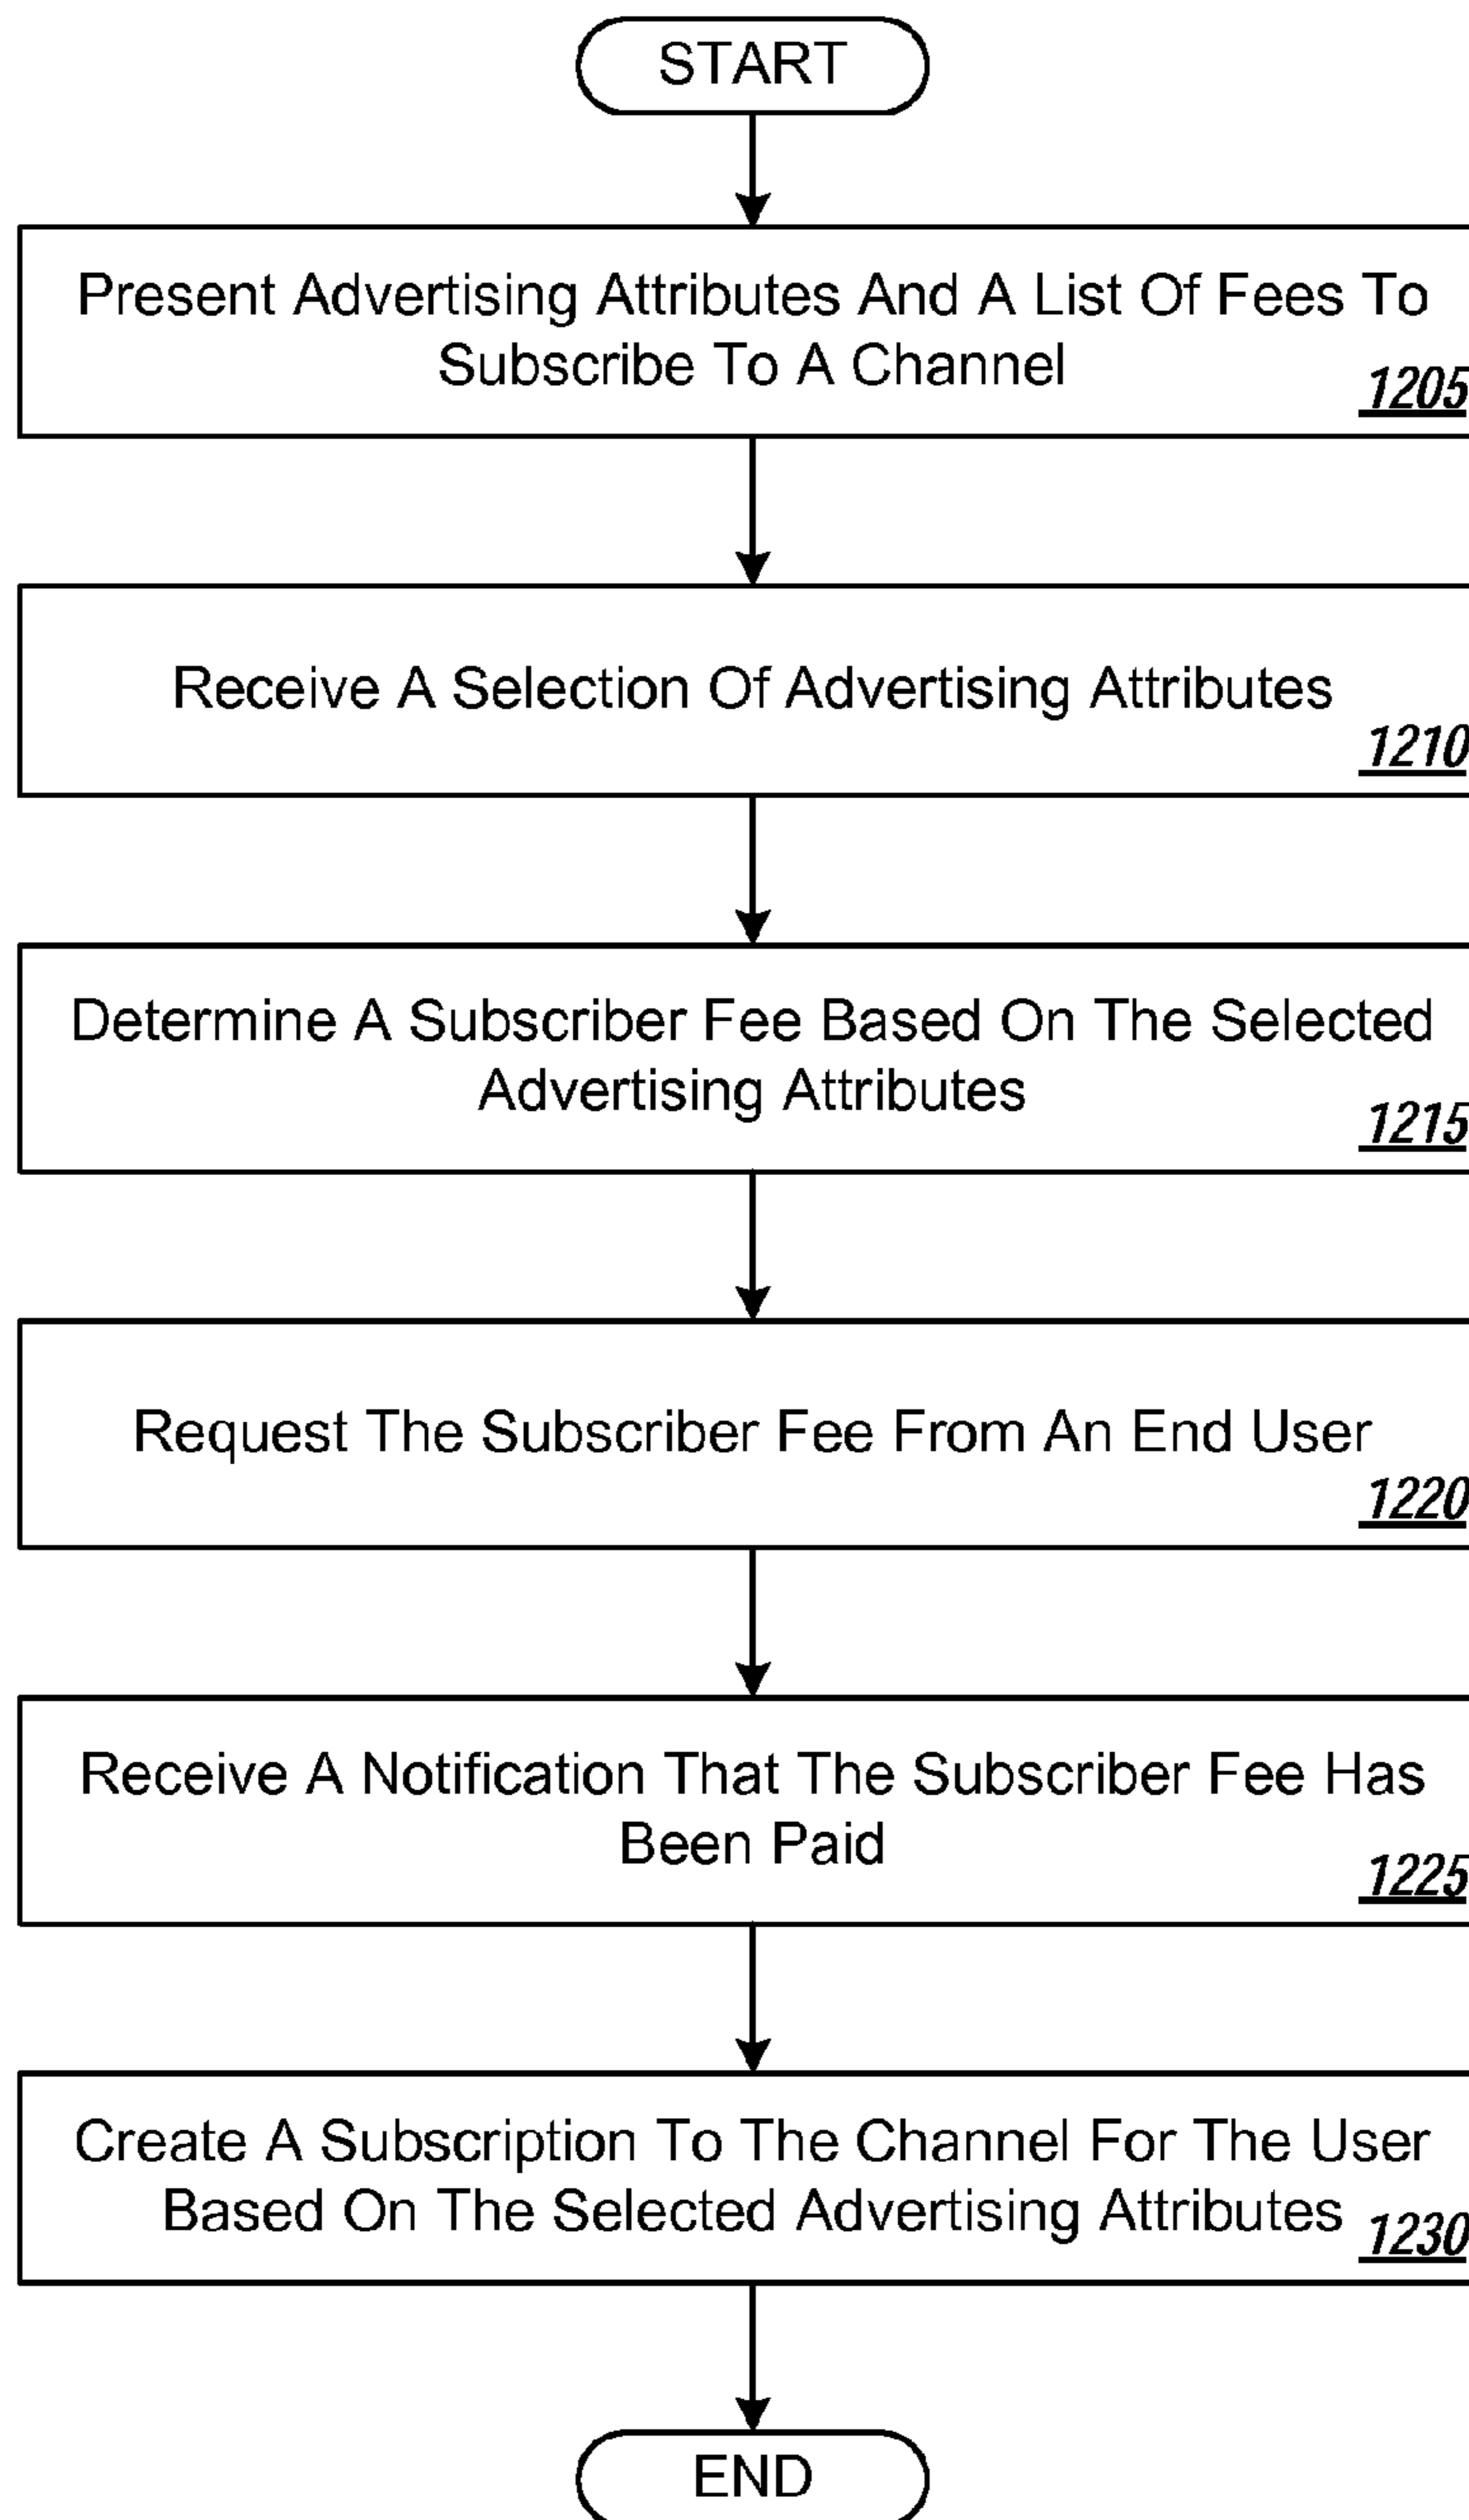 START
Present Advertising Attributes And A List Of Fees To
Subscribe To A Channel
1205
Receive A Selection Of Advertising Attributes
1210
Determine A Subscriber Fee Based On The Selected
Advertising Attributes
1215
Request The Subscriber Fee From An End User
1220
Receive A Notification That The Subscriber Fee Has
Been Paid
1225
Create A Subscription To The Channel For The User
Based On The Selected Advertising Attributes
1230
END